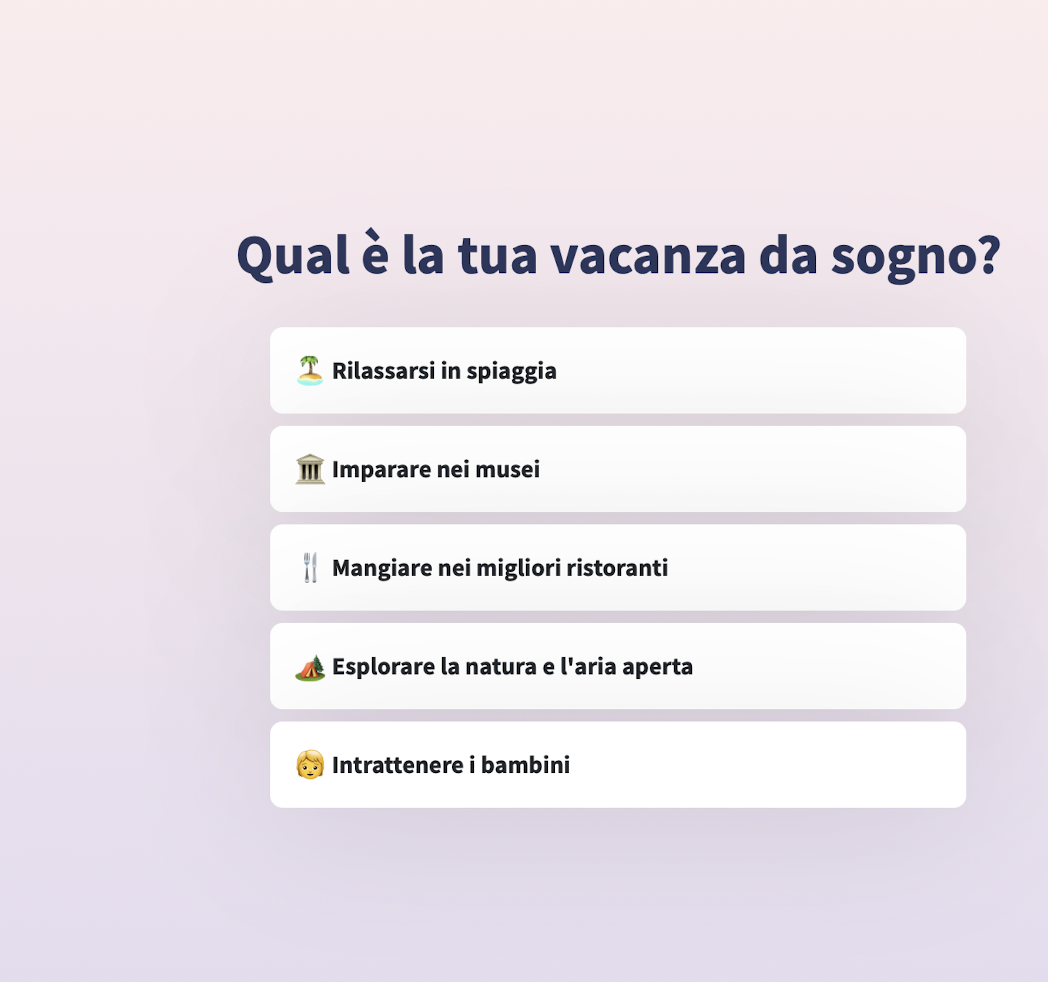 Qual è la tua vacanza da sogno?
Rilassarsi in spiaggia
Imparare nei musei
Mangiare nei migliori ristoranti
Esplorare la natura e l'aria aperta
Intrattenere i bambini